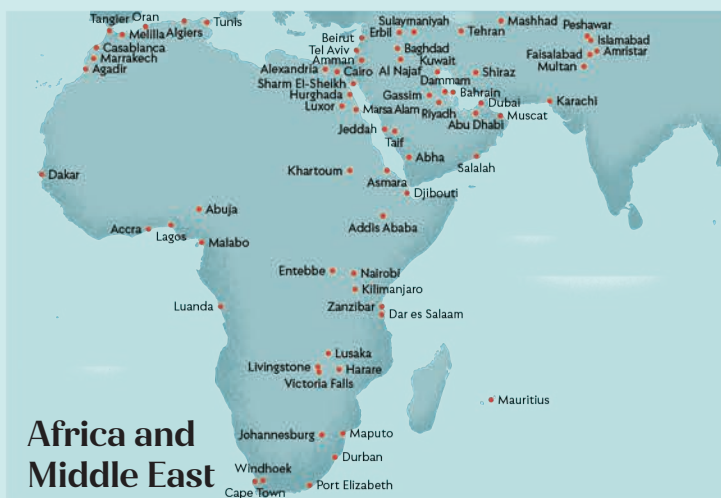 Tangier
Oran
Tunis
Melilla
Algiers
Casablanca
Marrakech
Agadir
Sulaymaniyah
Mashhad
Beirut
Erbil
Tehran
Peshawar
Islamabad
Tel Aviv
Baghdad
Faisalabad
Amristar
Amman
Kuwait
Multan
Alexandria
Cairo
Al Najaf
Shiraz
Sharm El-Sheikh
Dammam
Hurghada
Gassim
Bahrain
Dubai
Karachi
Luxor
Marsa Alam
Riyadh
Abu Dhabi
Muscat
Jeddah
Taif
Abha
Salalah
Dakar
Khartoum
Asmara
Djibouti
Abuja
Addis Ababa
Accra
Lagos
Malabo
Entebbe
Nairobi
Kilimanjaro
Luanda
Zanzibar
Dar es Salaam
Lusaka
Livingstone
Harare
Victoria Falls
Mauritius
Johannesburg
Maputo
Africa and
Middle East
Durban
Windhoek
Cape Town
Port Elizabeth